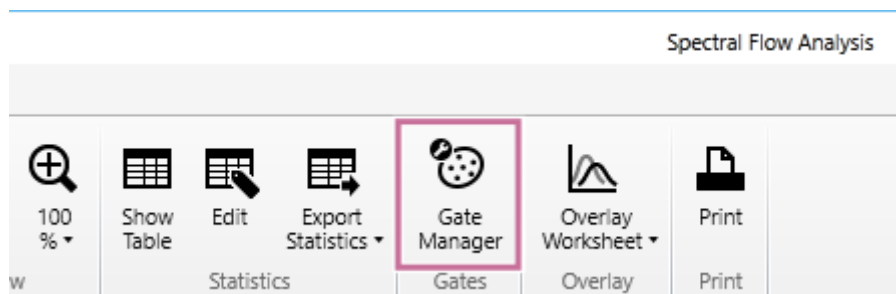 Spectral Flow Analysis
100
% ▾
Show
Table
Edit
Export
Statistics ▾
Gate
Manager
Overlay
Worksheet ▾
Print
w
Statistics
Gates
Overlay
Print